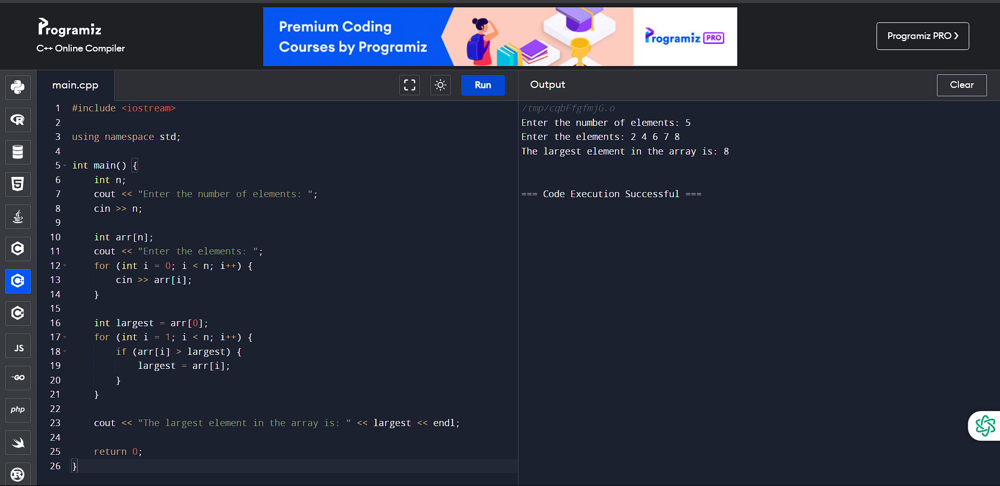 Programiz
C++ Online Compiler
Premium Coding
Courses by Programiz
Programiz PRO
Programiz PRO ❯
main.cpp
Run
Output
Clear
1 #include <iostream>
2
3 using namespace std;
4
5 int main() {
6     int n;
7     cout << "Enter the number of elements: ";
8     cin >> n;
9
10     int arr[n];
11     cout << "Enter the elements: ";
12     for (int i = 0; i < n; i++) {
13         cin >> arr[i];
14     }
15
16     int largest = arr[0];
17     for (int i = 1; i < n; i++) {
18         if (arr[i] > largest) {
19             largest = arr[i];
20         }
21     }
22
23     cout << "The largest element in the array is: " << largest << endl;
24
25     return 0;
26 }
/tmp/cqbFfgfmjG.o
Enter the number of elements: 5
Enter the elements: 2 4 6 7 8
The largest element in the array is: 8
=== Code Execution Successful ===
R
5
C
C+
C#
JS
GO
php
R